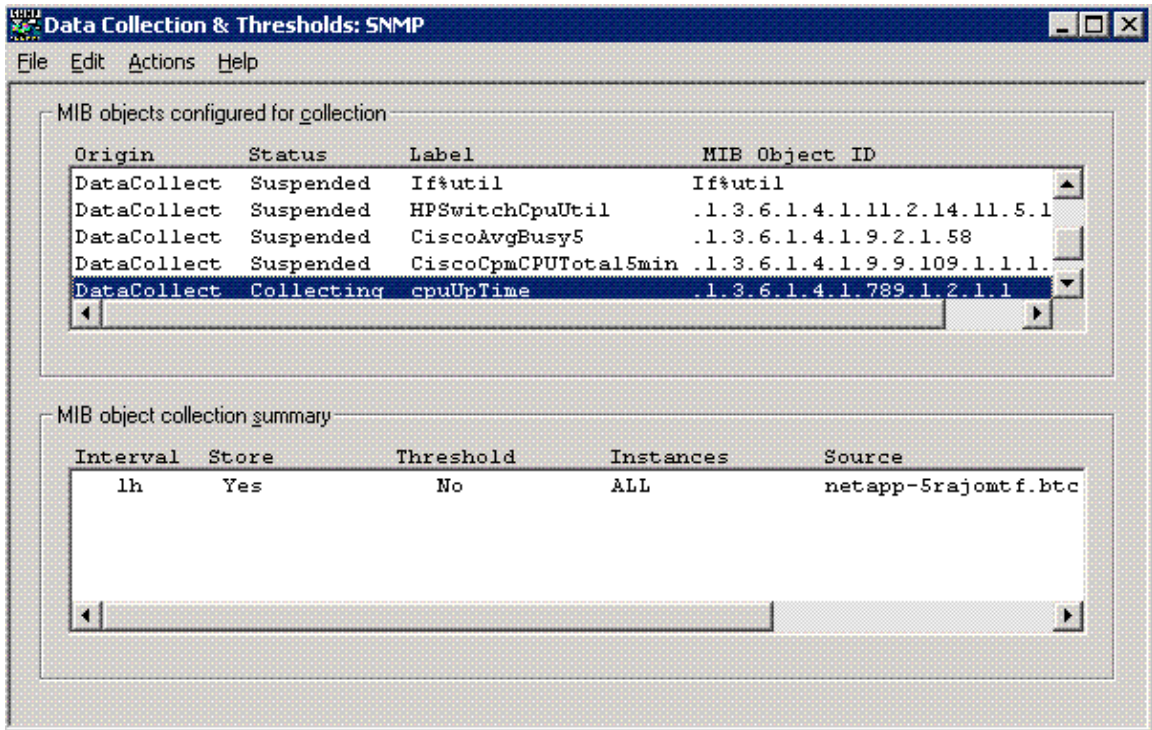 Data Collection & Thresholds: SNMP
File Edit Actions Help
MIB objects configured for collection
Origin Status Label MIB Object ID
DataCollect Suspended If%util If%util
DataCollect Suspended HPSwitchCpuUtil .1.3.6.1.4.1.11.2.14.11.5.1
DataCollect Suspended CiscoAvgBusy5 .1.3.6.1.4.1.9.2.1.58
DataCollect Suspended CiscoCpmCPUTotal5min .1.3.6.1.4.1.9.9.109.1.1.1.
DataCollect Collecting cpuUpTime .1.3.6.1.4.1.789.1.2.1.1
MIB object collection summary
Interval Store Threshold Instances Source
1h Yes No ALL netapp-5rajomtf.btc